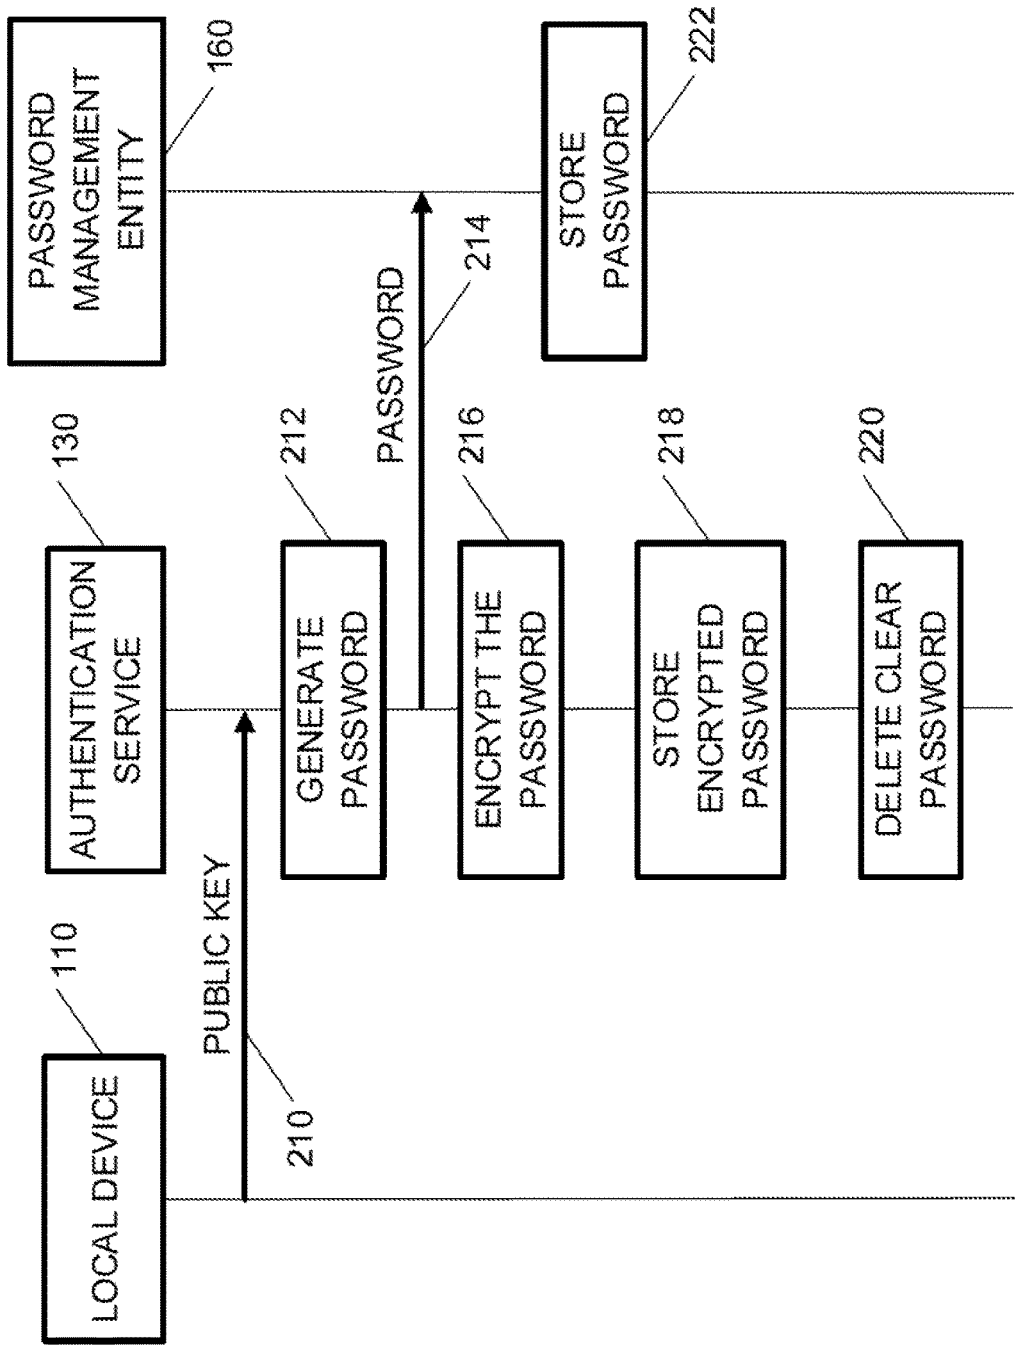 LOCAL DEVICE
110
AUTHENTICATION
SERVICE
130
PASSWORD
MANAGEMENT
ENTITY
160
PUBLIC KEY
210
GENERATE
PASSWORD
212
PASSWORD
214
ENCRYPT THE
PASSWORD
216
STORE
ENCRYPTED
PASSWORD
218
STORE
PASSWORD
222
DELETE CLEAR
PASSWORD
220